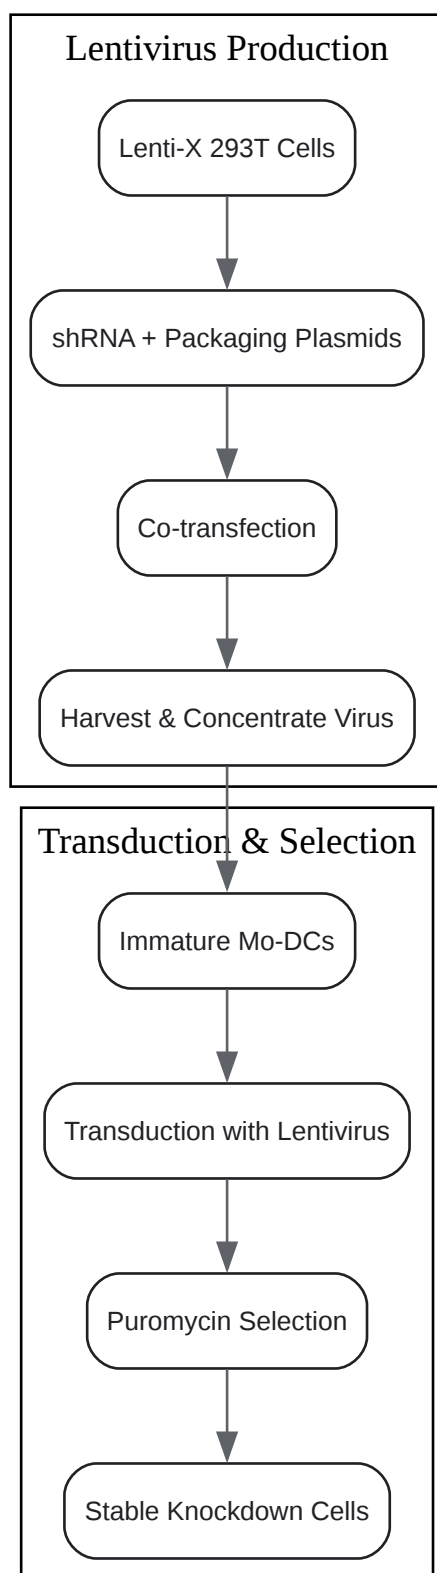 Lentivirus Production
Lenti-X 293T Cells
shRNA + Packaging Plasmids
Co-transfection
Harvest & Concentrate Virus
Transduction & Selection
Immature Mo-DCs
Transduction with Lentivirus
Puromycin Selection
Stable Knockdown Cells